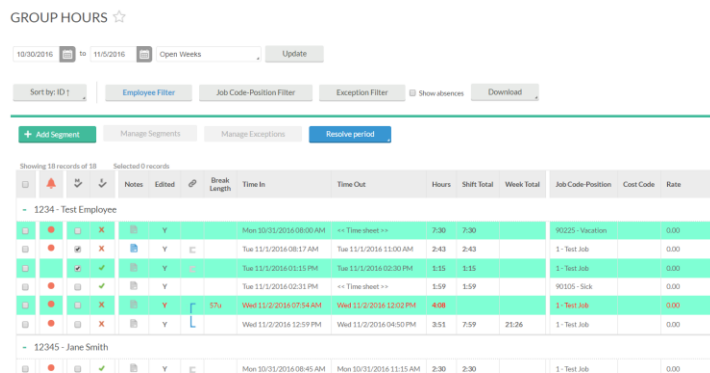 GROUP HOURS
10/30/2016 to 11/5/2016 Open Weeks Update
Sort by: ID ↑ Employee Filter Job Code-Position Filter Exception Filter Show absences Download
+ Add Segment Manage Segments Manage Exceptions Resolve period
Showing 18 records of 18 Selected 0 records
M E Notes Edited Break Length Time In Time Out Hours Shift Total Week Total Job Code-Position Cost Code Rate
- 1234 - Test Employee
Y Mon 10/31/2016 08:00 AM << Time sheet >> 7:30 7:30 90225 - Vacation 0.00
X Y Tue 11/1/2016 08:17 AM Tue 11/1/2016 11:00 AM 2:43 2:43 1 - Test Job 0.00
Y Tue 11/1/2016 01:15 PM Tue 11/1/2016 02:30 PM 1:15 1:15 1 - Test Job 0.00
Y Tue 11/1/2016 02:31 PM << Time sheet >> 1:59 1:59 90105 - Sick 0.00
X Y 57u Wed 11/2/2016 07:54 AM Wed 11/2/2016 12:02 PM 4:08 1 - Test Job 0.00
X Y Wed 11/2/2016 12:59 PM Wed 11/2/2016 04:50 PM 3:51 7:59 21:26 1 - Test Job 0.00
- 12345 - Jane Smith
Y Mon 10/31/2016 08:45 AM Mon 10/31/2016 11:15 AM 2:30 2:30 1 - Test Job 0.00